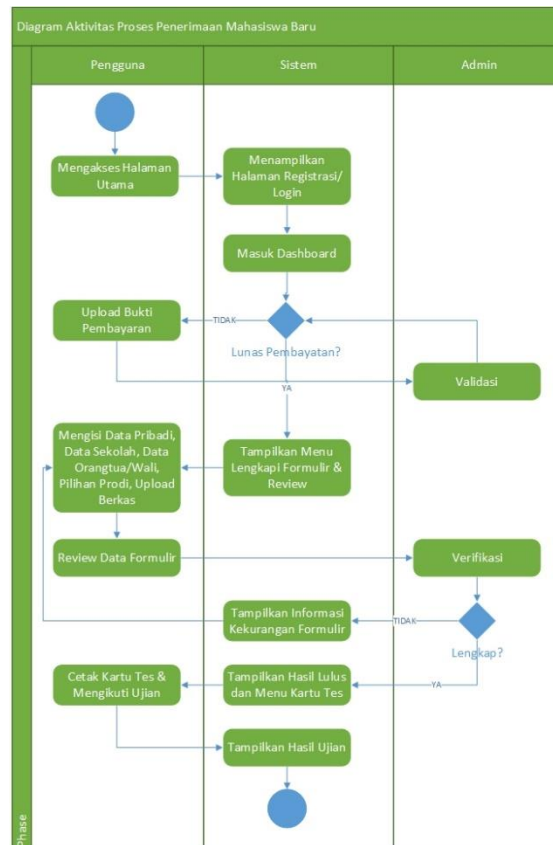 Diagram Aktivitas Proses Penerimaan Mahasiswa Baru
Pengguna
Sistem
Admin
Mengakses Halaman
Utama
Menampilkan
Halaman Registrasi/
Login
Masuk Dashboard
Upload Bukti
Pembayaran
TIDAK
Lunas Pembayatan?
Validasi
YA
Mengisi Data Pribadi,
Data Sekolah, Data
Orangtua/Wali,
Pilihan Prodi, Upload
Berkas
Tampilkan Menu
Lengkapi Formulir &
Review
Review Data Formulir
Verifikasi
Tampilkan Informasi
Kekurangan Formulir
TIDAK
Lengkap?
Cetak Kartu Tes &
Mengikuti Ujian
Tampilkan Hasil Lulus
dan Menu Kartu Tes
YA
Tampilkan Hasil Ujian
Phase